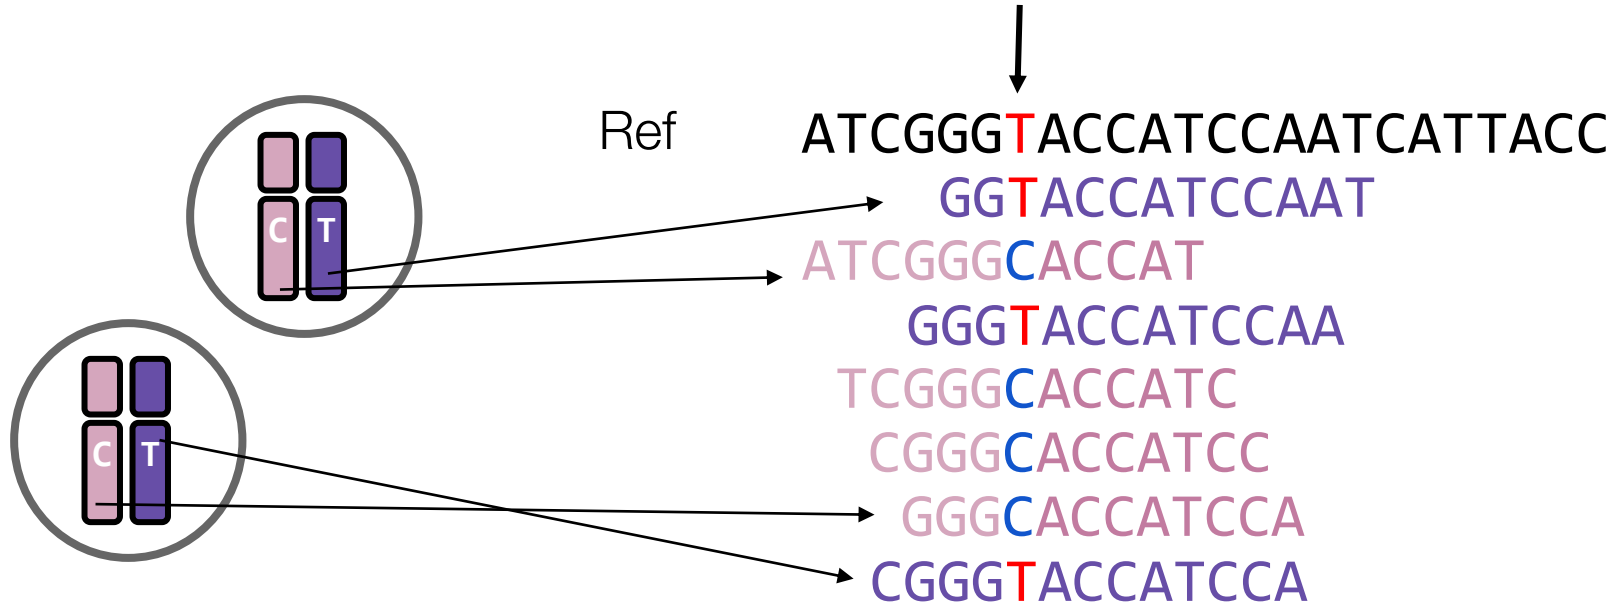 Ref ATCGGGTACCATCCAATCATTACC
GGTACCATCCAAT
C T
ATCGGGCACCAT
GGGTACCATCCAA
TCGGGCACCATC
C T
CGGGCACCATCC
GGGCACCATCCA
CGGGTACCATCCA